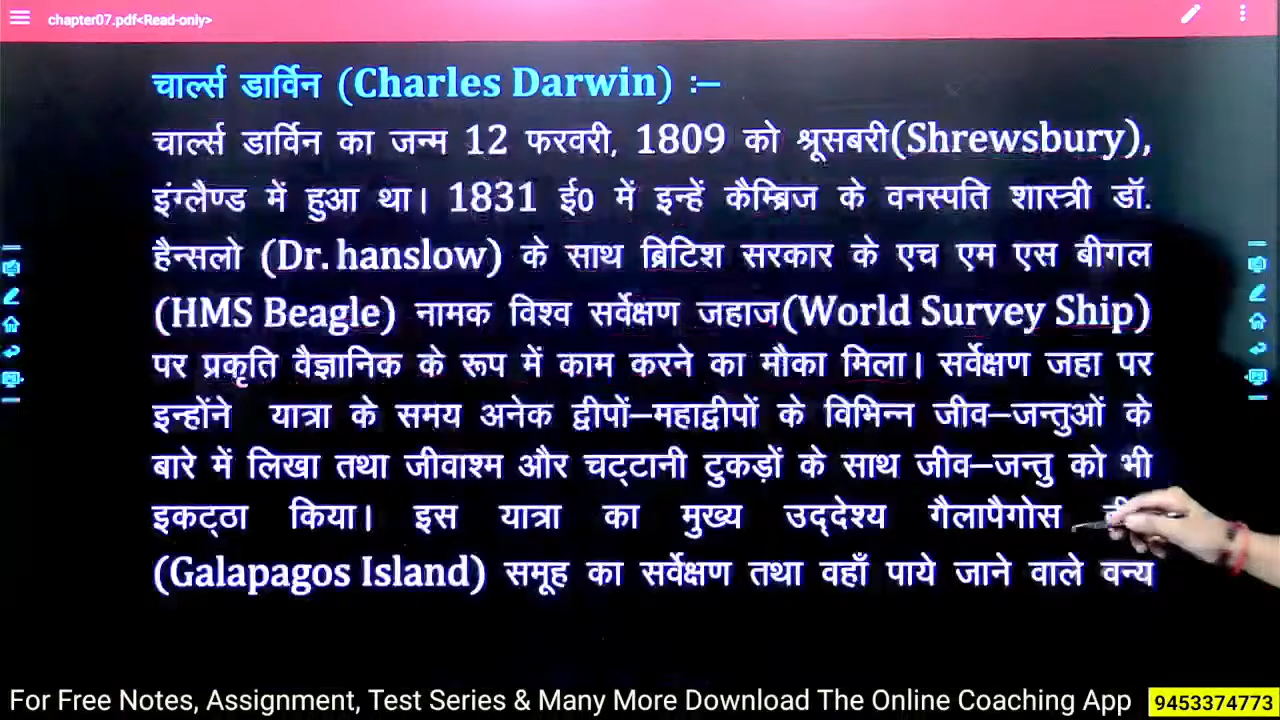 chapter07.pdf<Read-only>
चार्ल्स डार्विन (Charles Darwin) :–
चार्ल्स डार्विन का जन्म 12 फरवरी, 1809 को श्रूसबरी(Shrewsbury),
इंग्लैण्ड में हुआ था। 1831 ई0 में इन्हें कैम्ब्रिज के वनस्पति शास्त्री डॉ.
हैन्सलो (Dr. hanslow) के साथ ब्रिटिश सरकार के एच एम एस बीगल
(HMS Beagle) नामक विश्व सर्वेक्षण जहाज(World Survey Ship)
पर प्रकृति वैज्ञानिक के रूप में काम करने का मौका मिला। सर्वेक्षण जहा पर
इन्होंने यात्रा के समय अनेक द्वीपों–महाद्वीपों के विभिन्न जीव–जन्तुओं के
बारे में लिखा तथा जीवाश्म और चट्टानी टुकड़ों के साथ जीव–जन्तु को भी
इकट्ठा किया। इस यात्रा का मुख्य उद्देश्य गैलापैगोस
(Galapagos Island) समूह का सर्वेक्षण तथा वहाँ पाये जाने वाले वन्य
For Free Notes, Assignment, Test Series & Many More Download The Online Coaching App 9453374773